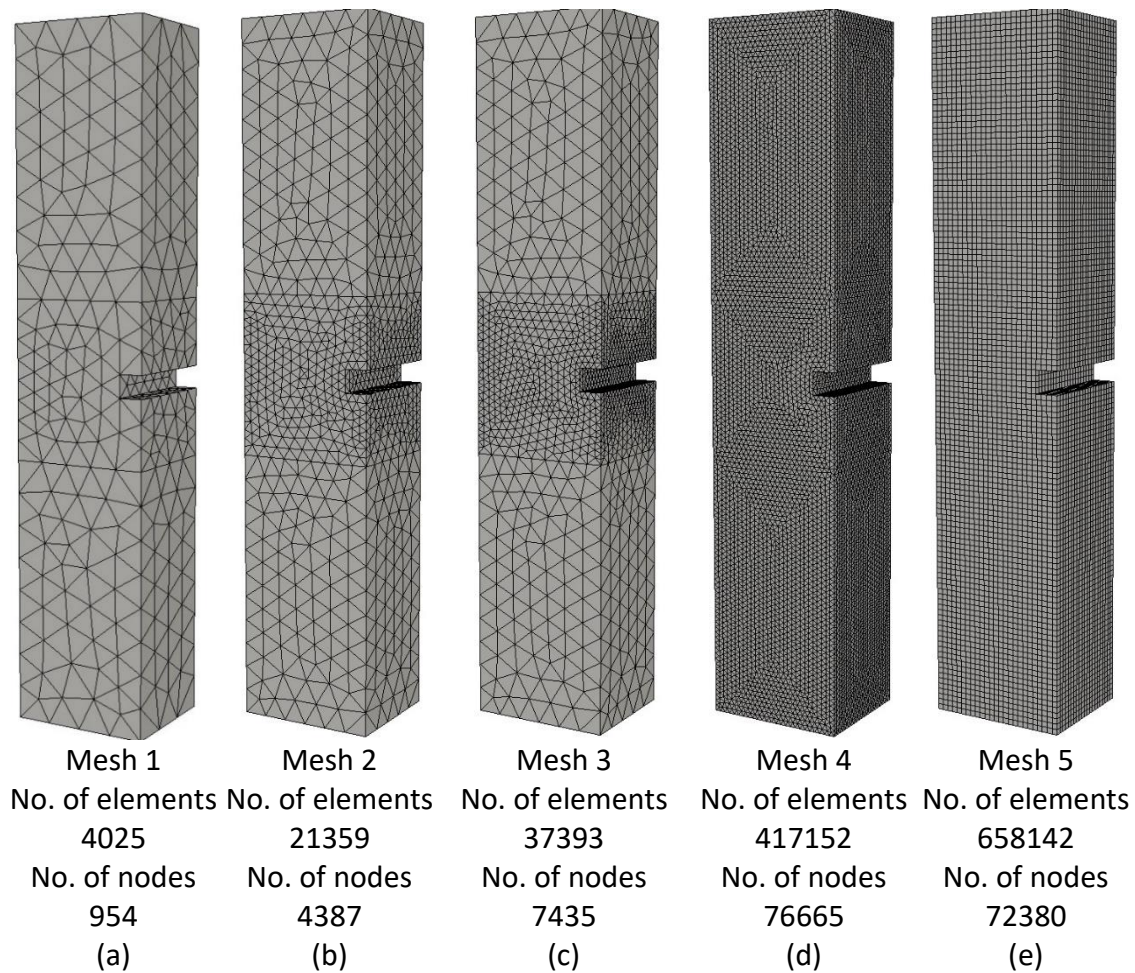 Mesh 1 Mesh 2 Mesh 3 Mesh 4 Mesh 5
No. of elements No. of elements No. of elements No. of elements No. of elements
4025 21359 37393 417152 658142
No. of nodes No. of nodes No. of nodes No. of nodes No. of nodes
954 4387 7435 76665 72380
(a) (b) (c) (d) (e)